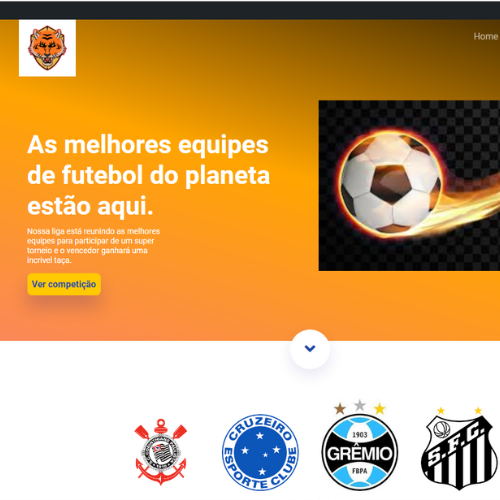 Home
As melhores equipes
de futebol do planeta
estão aqui.
Nossa liga está reunindo as melhores
equipes para participar de um super
torneio e o vencedor ganhará uma
incrível taça.
Ver competição
CRUZEIRO
ESPORTE CLUBE
1903
GRÊMIO
FBPA
S.F.C.